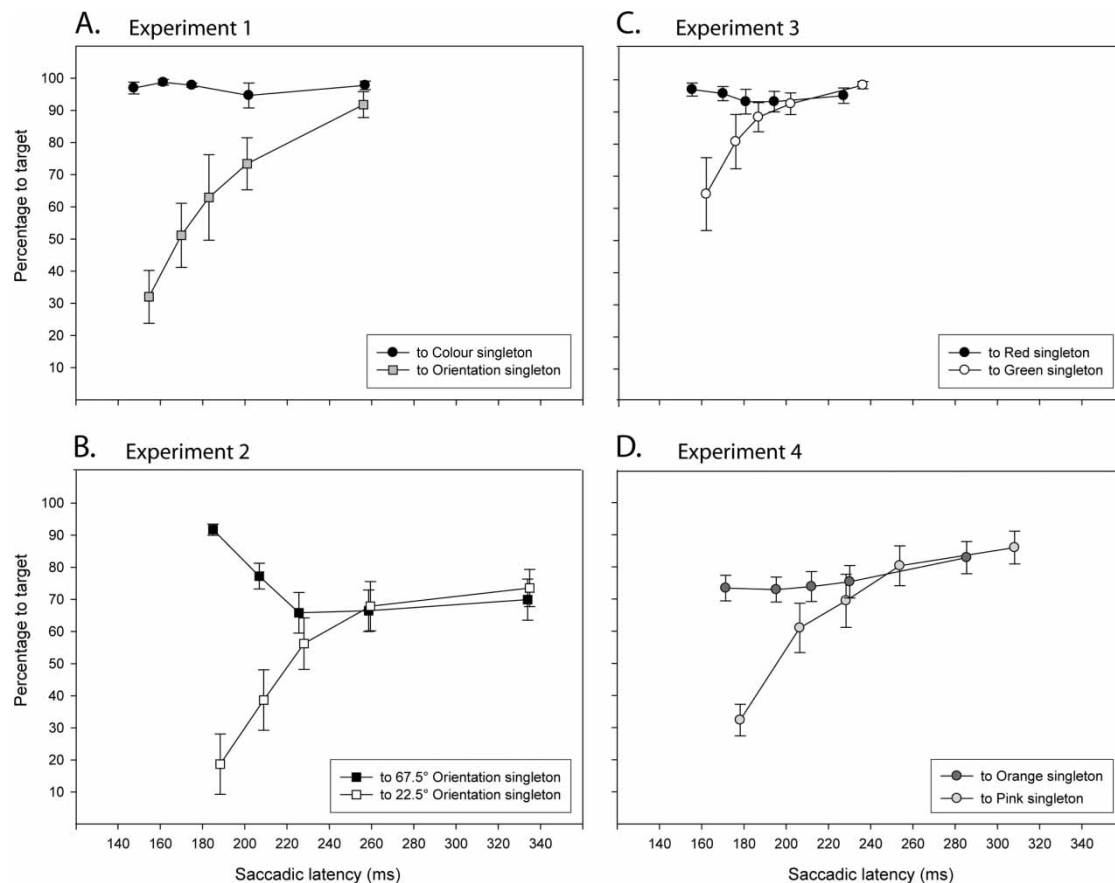 A. Experiment 1
Percentage to target
100
90
80
70
60
50
40
30
20
10
to Colour singleton
to Orientation singleton
C. Experiment 3
to Red singleton
to Green singleton
B. Experiment 2
Percentage to target
100
90
80
70
60
50
40
30
20
10
to 67.5° Orientation singleton
to 22.5° Orientation singleton
140 160 180 200 220 240 260 280 300 320 340
Saccadic latency (ms)
D. Experiment 4
to Orange singleton
to Pink singleton
140 160 180 200 220 240 260 280 300 320 340
Saccadic latency (ms)